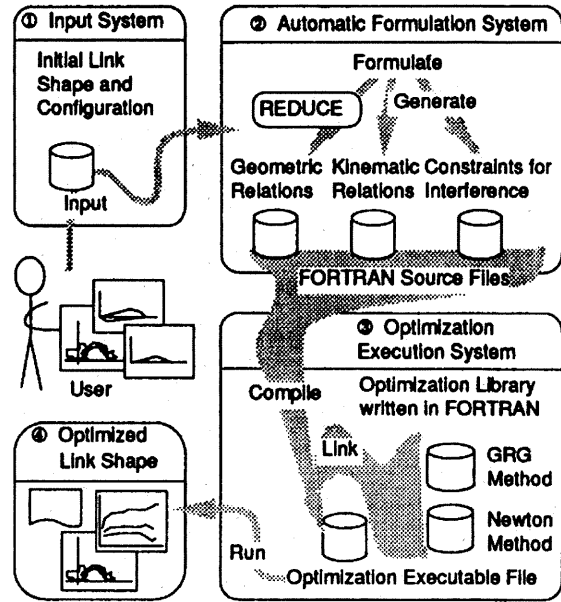 ① Input System
Initial Link
Shape and
Configuration
Input
User
② Automatic Formulation System
Formulate
REDUCE
Generate
Geometric
Relations
Kinematic
Relations
Constraints for
Interference
FORTRAN Source Files
③ Optimization
Execution System
Compile
Optimization Library
written in FORTRAN
Link
GRG
Method
Newton
Method
Run
Optimization Executable File
④ Optimized
Link Shape